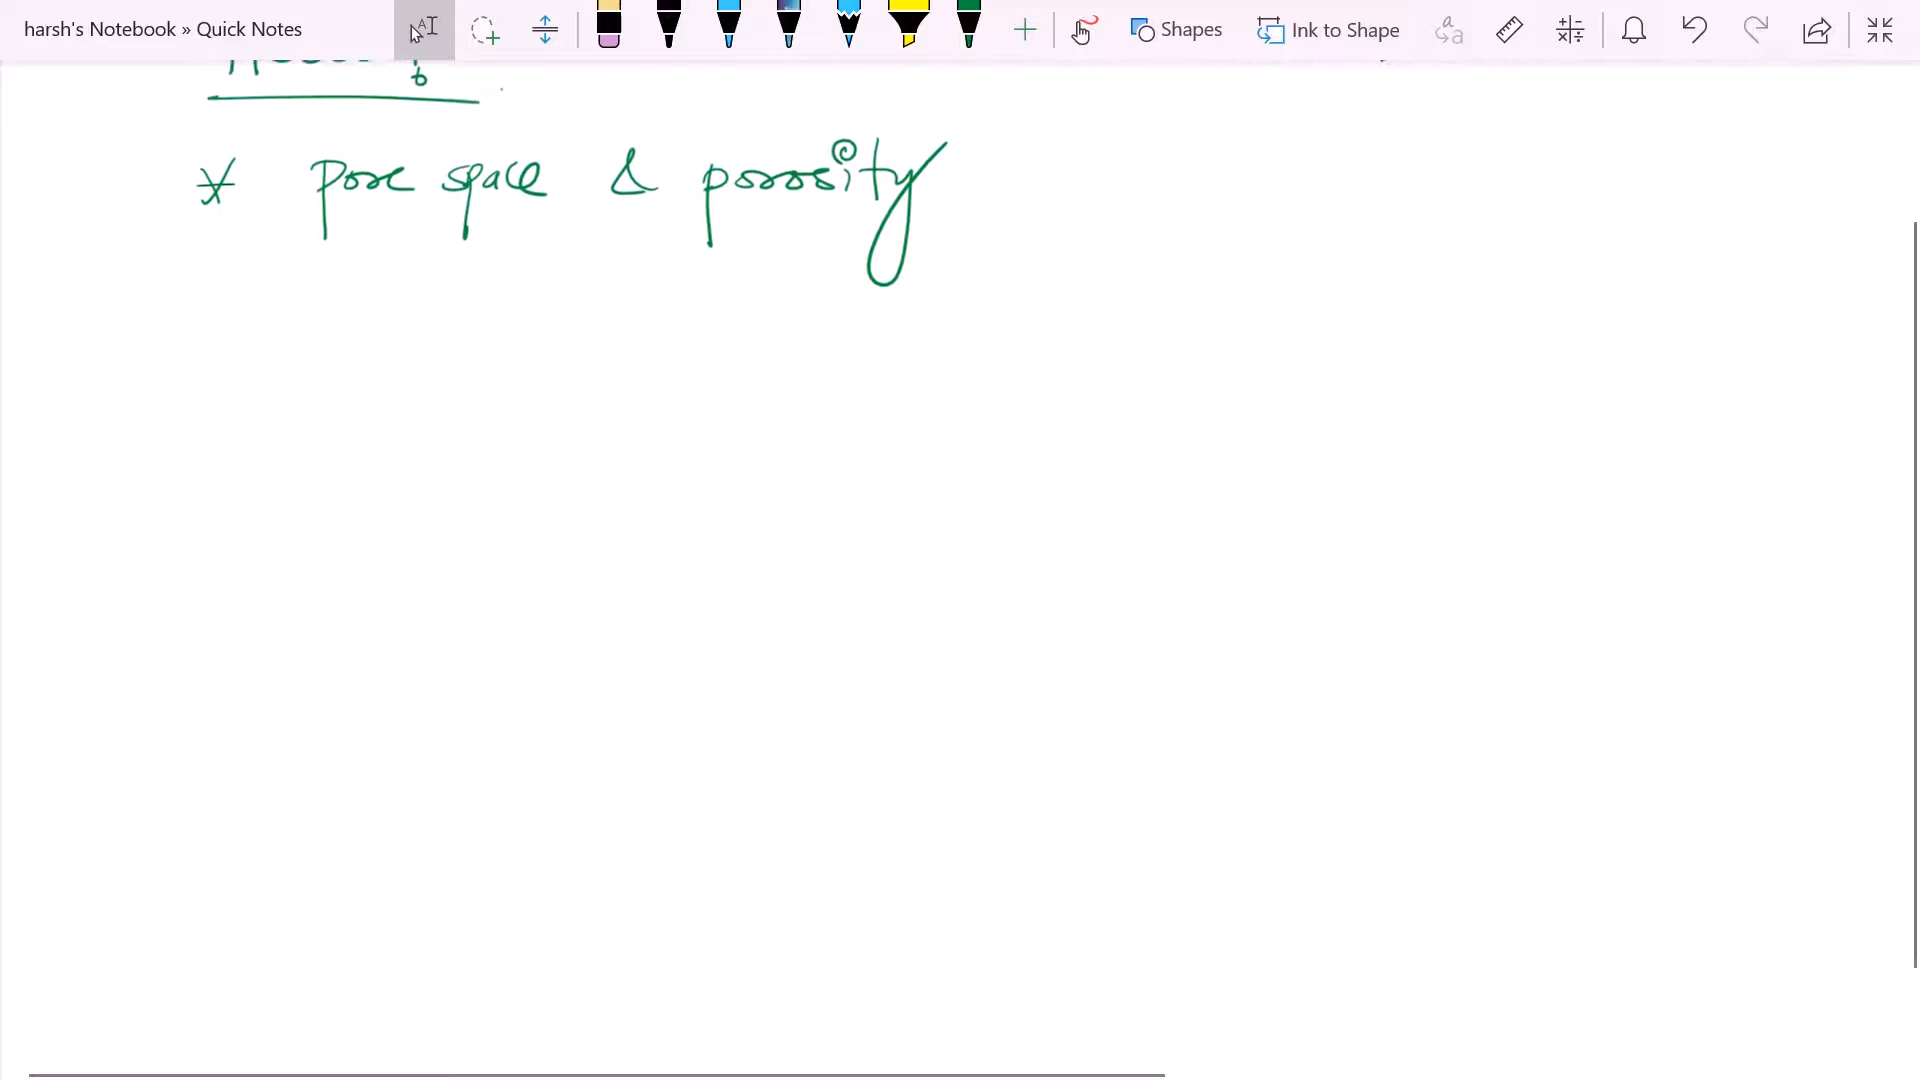 harsh's Notebook » Quick Notes Shapes Ink to Shape
* Pore space & porosity